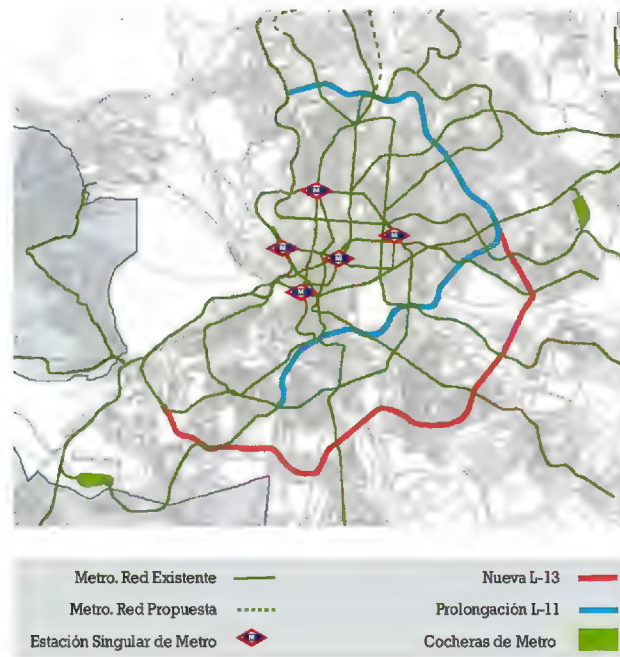 Metro. Red Existente
Metro. Red Propuesta
Estación Singular de Metro
Nueva L-13
Prolongación L-11
Cocheras de Metro
M
M
M
M
M
M